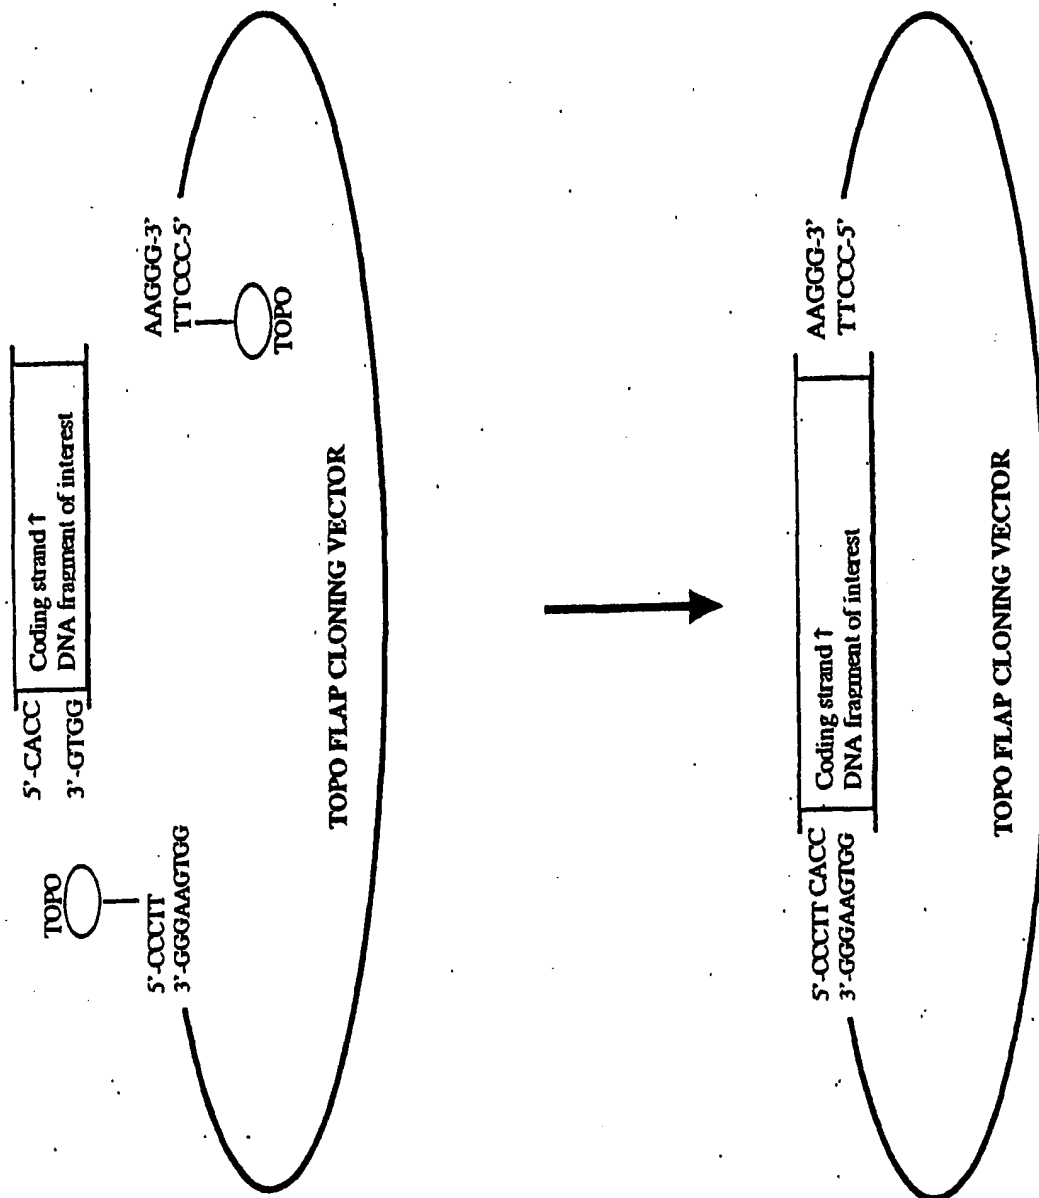 5'-CACC
3'-GTGG
Coding strand ↑
DNA fragment of interest
TOPO
5'-CCCTT
3'-GGGAAGTGG
AAGGG-3'
TTCCC-5'
TOPO
TOPO FLAP CLONING VECTOR
5'-CCCTT CACC
3'-GGGAAGTGG
Coding strand ↑
DNA fragment of interest
AAGGG-3'
TTCCC-5'
TOPO FLAP CLONING VECTOR